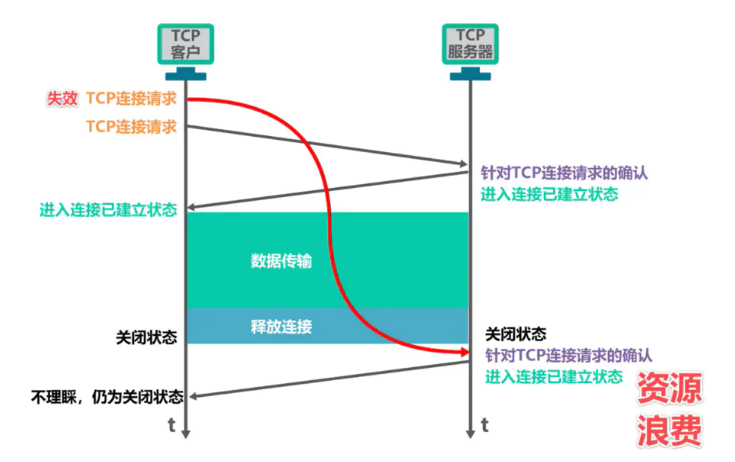 TCP
客户
TCP
服务器
失效 TCP连接请求
TCP连接请求
针对TCP连接请求的确认
进入连接已建立状态
进入连接已建立状态
数据传输
释放连接
关闭状态
关闭状态
针对TCP连接请求的确认
进入连接已建立状态
不理睬，仍为关闭状态
资源
浪费
t
t